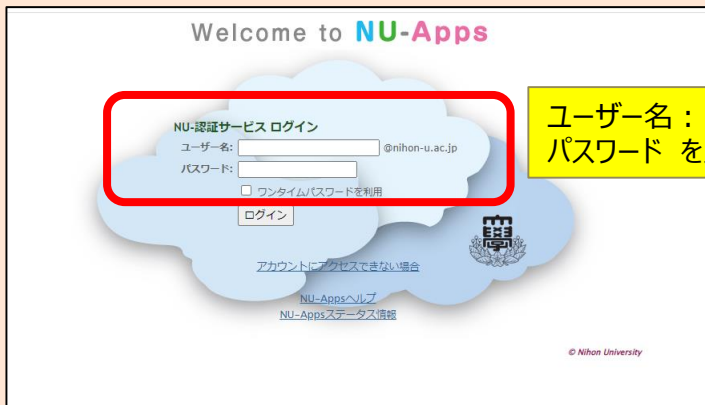 Welcome to NU-Apps
NU-認証サービス ログイン
ユーザー名: @nihon-u.ac.jp
パスワード:
ワンタイムパスワードを利用
ログイン
ユーザー名:
パスワード を
大學
アカウントにアクセスできない場合
NU-Appsヘルプ
NU-Appsステータス情報
© Nihon University